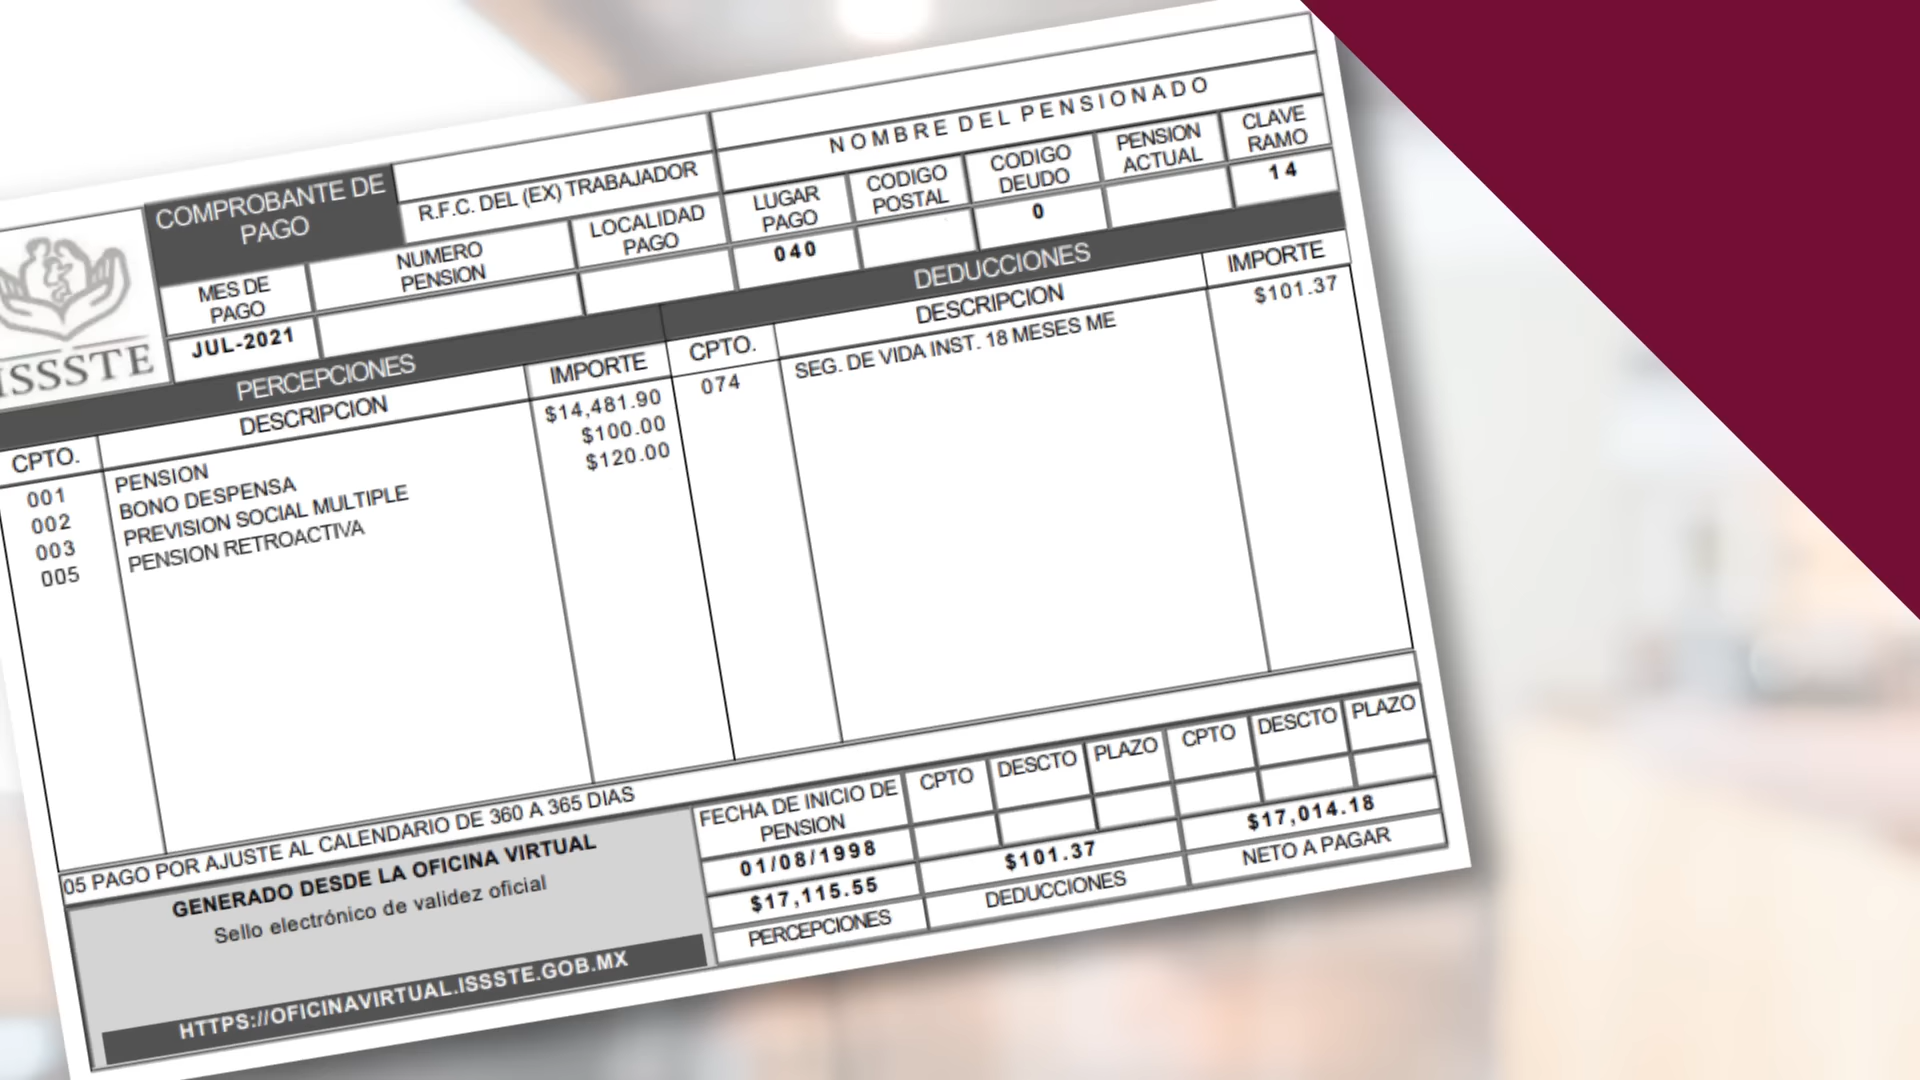 NOMBRE DEL PENSIONADO
COMPROBANTE DE
PAGO
R.F.C. DEL (EX) TRABAJADOR
LUGAR
PAGO
CODIGO
POSTAL
CODIGO
DEUDO
PENSION
ACTUAL
CLAVE
RAMO
MES DE
PAGO
NUMERO
PENSION
LOCALIDAD
PAGO
040
0
14
JUL-2021
ISSSTE
PERCEPCIONES
DEDUCCIONES
CPTO.
DESCRIPCION
IMPORTE
CPTO.
DESCRIPCION
IMPORTE
001 PENSION $14,481.90
002 BONO DESPENSA $100.00
003 PREVISION SOCIAL MULTIPLE $120.00
005 PENSION RETROACTIVA
074 SEG. DE VIDA INST. 18 MESES ME $101.37
05 PAGO POR AJUSTE AL CALENDARIO DE 360 A 365 DIAS
GENERADO DESDE LA OFICINA VIRTUAL
Sello electrónico de validez oficial
HTTPS://OFICINAVIRTUAL.ISSSTE.GOB.MX
FECHA DE INICIO DE
PENSION
CPTO
DESCTO
PLAZO
CPTO
DESCTO
PLAZO
01/08/1998
$17,115.55
PERCEPCIONES
$101.37
DEDUCCIONES
$17,014.18
NETO A PAGAR